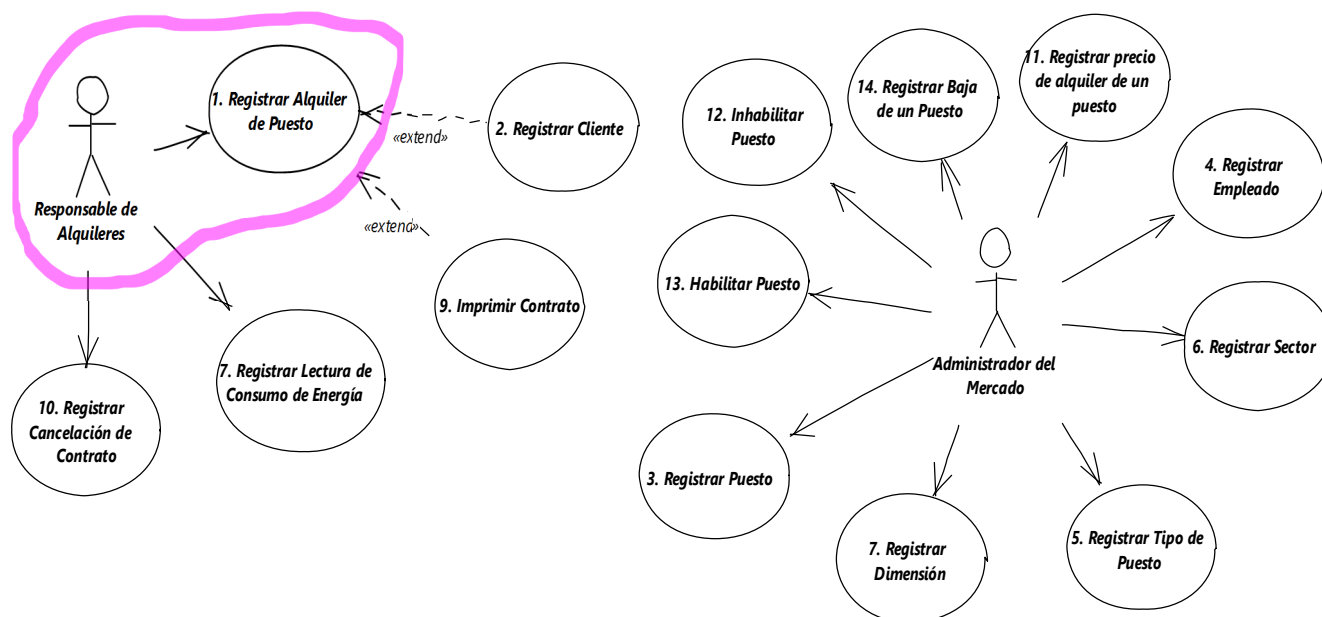 1. Registrar Alquiler
de Puesto
«extend»
2. Registrar Cliente
Responsable de
Alquileres
«extend»
9. Imprimir Contrato
7. Registrar Lectura de
Consumo de Energía
10. Registrar
Cancelación de
Contrato
12. Inhabilitar
Puesto
14. Registrar Baja
de un Puesto
11. Registrar precio
de alquiler de un
puesto
4. Registrar
Empleado
13. Habilitar Puesto
Administrador del
Mercado
6. Registrar Sector
3. Registrar Puesto
7. Registrar
Dimensión
5. Registrar Tipo de
Puesto